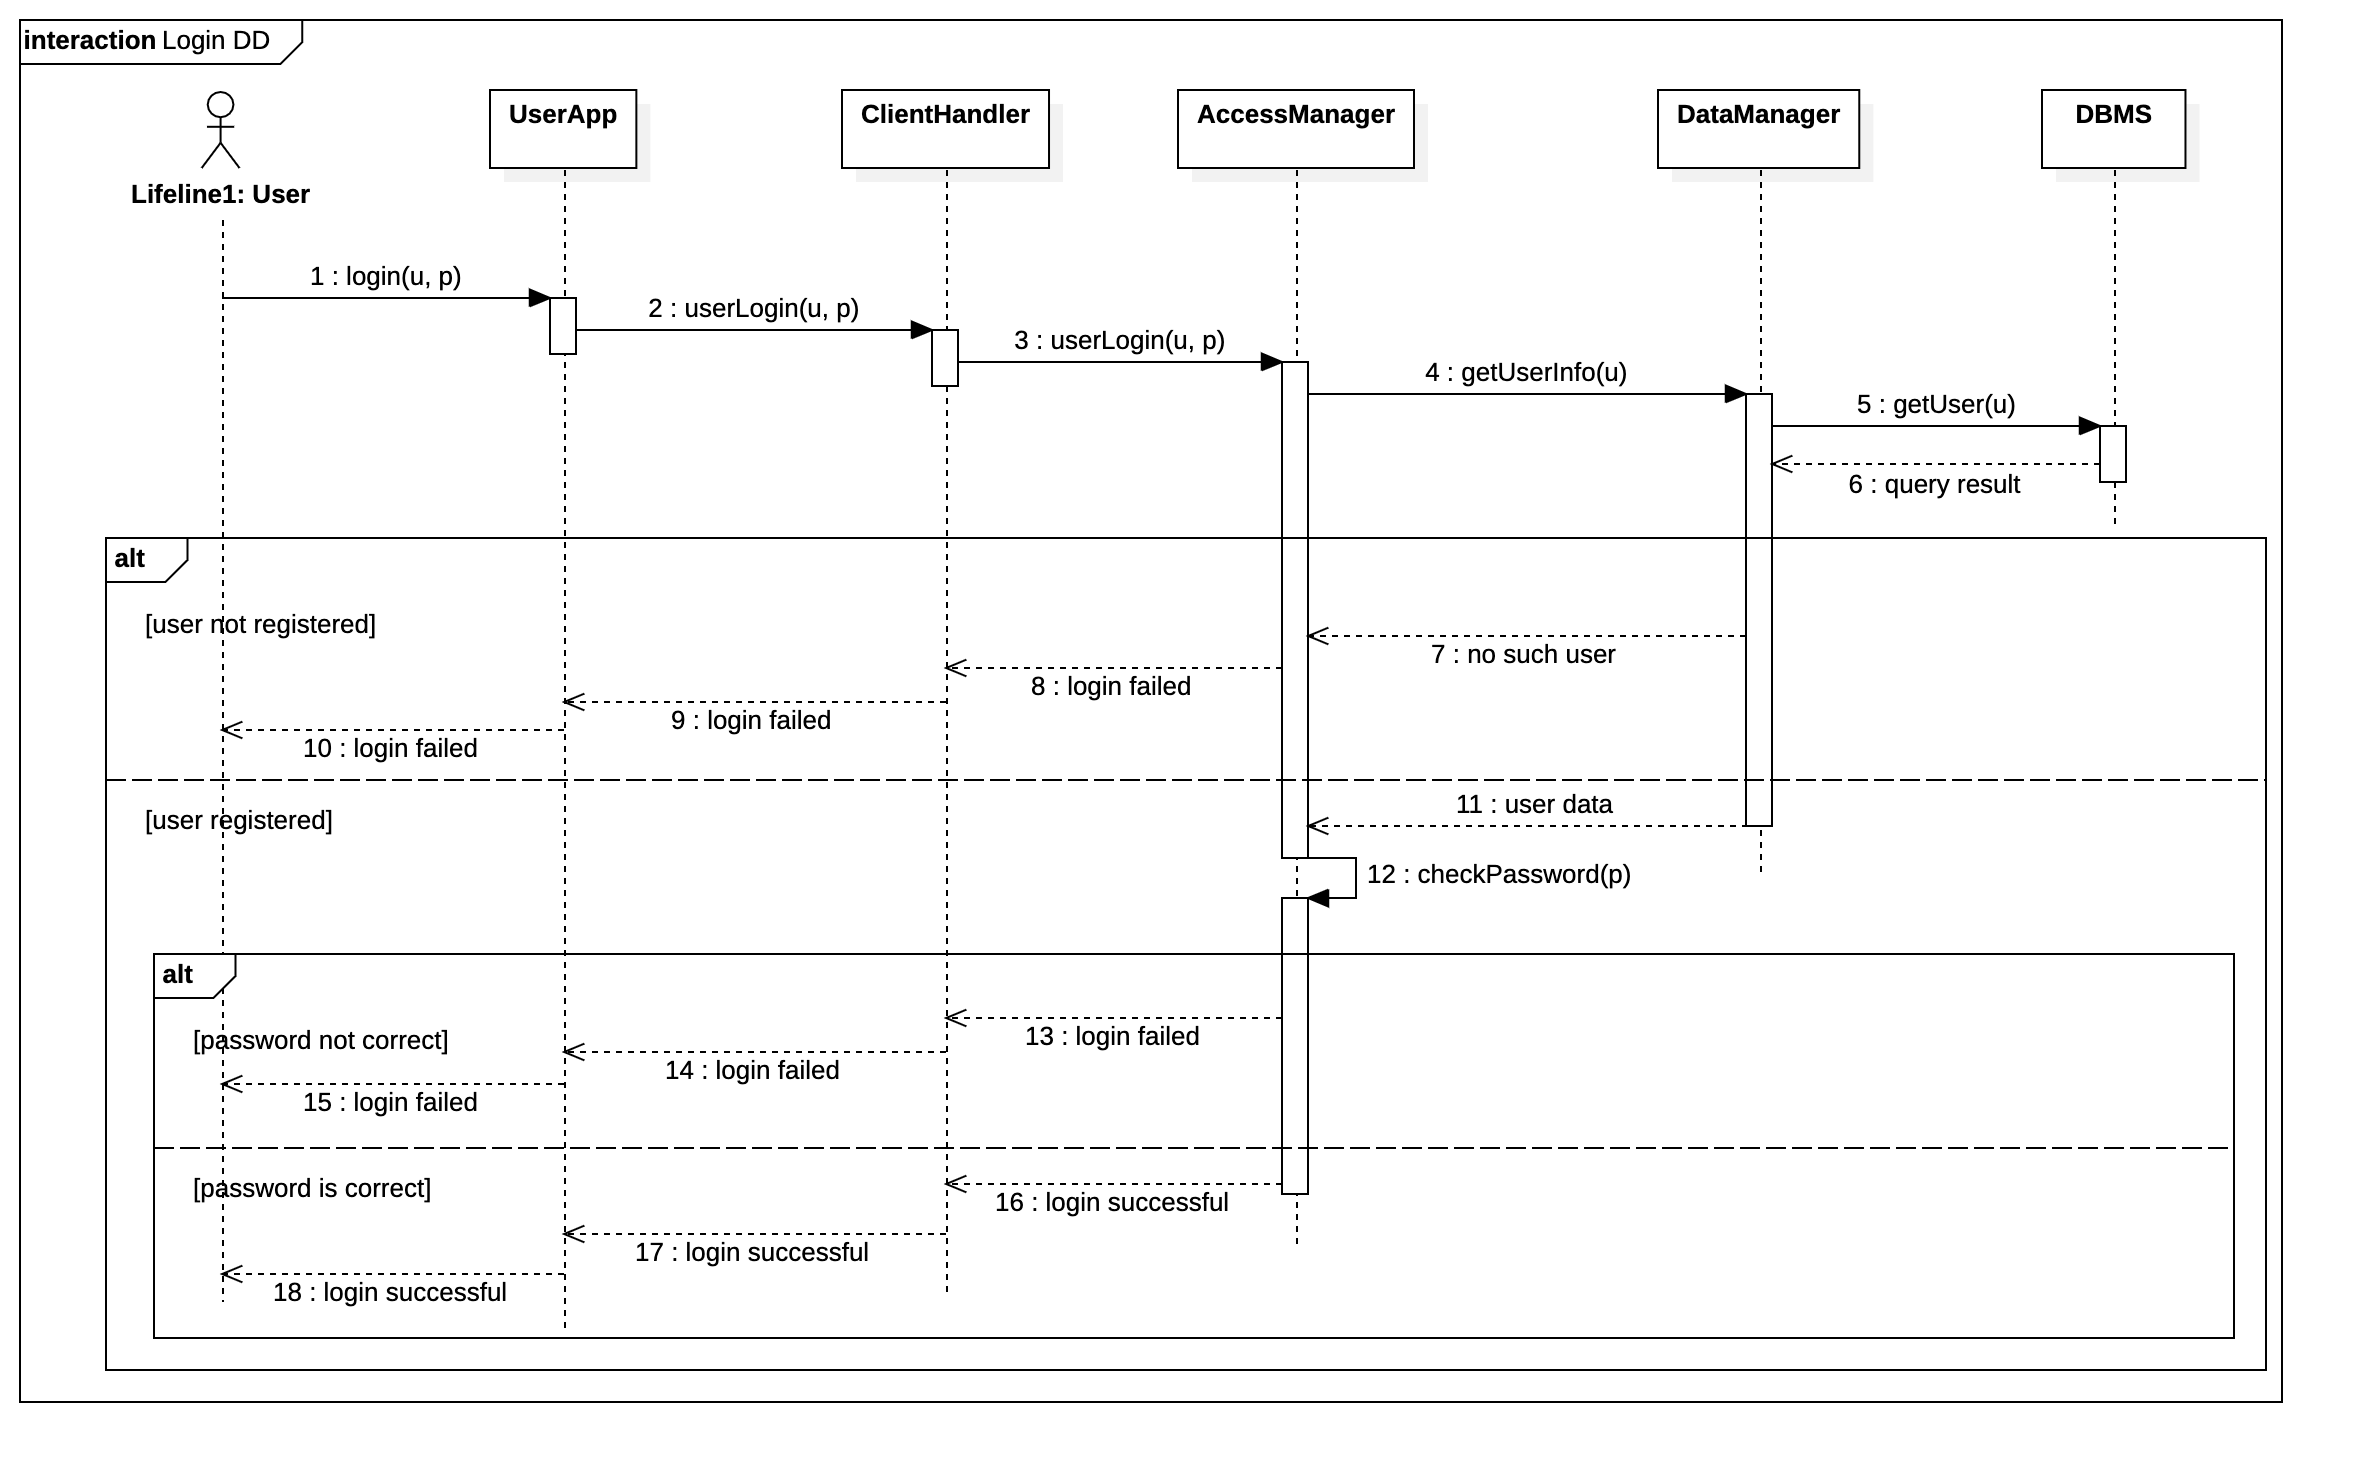 interaction Login DD
Lifeline1: User
UserApp
ClientHandler
AccessManager
DataManager
DBMS
1 : login(u, p)
2 : userLogin(u, p)
3 : userLogin(u, p)
4 : getUserInfo(u)
5 : getUser(u)
6 : query result
alt
[user not registered]
7 : no such user
8 : login failed
9 : login failed
10 : login failed
[user registered]
11 : user data
12 : checkPassword(p)
alt
[password not correct]
13 : login failed
14 : login failed
15 : login failed
[password is correct]
16 : login successful
17 : login successful
18 : login successful